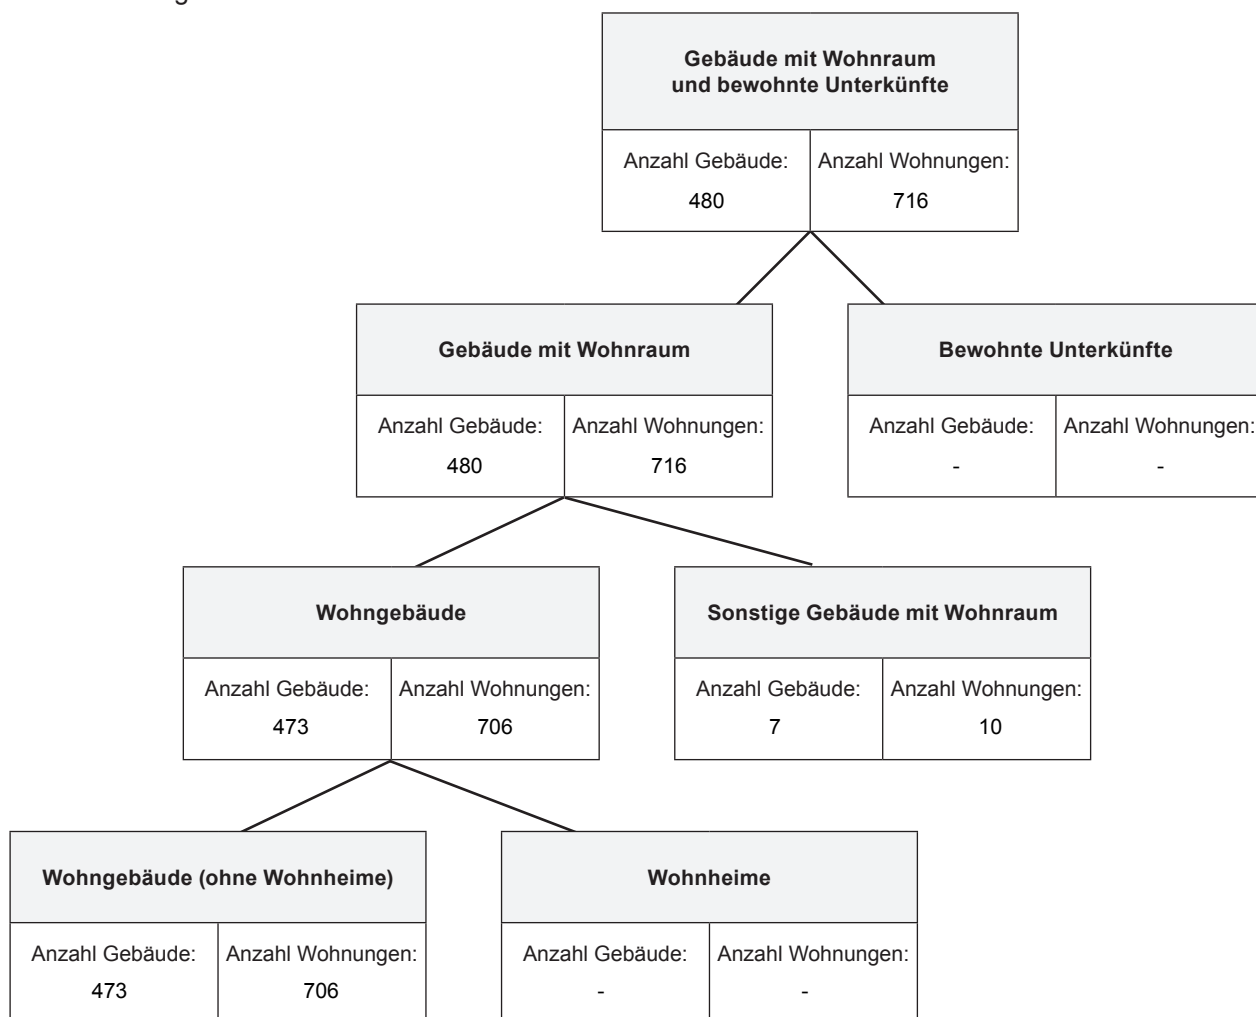 Gebäude mit Wohnraum
und bewohnte Unterkünfte
Anzahl Gebäude: Anzahl Wohnungen:
480 716
Gebäude mit Wohnraum Bewohnte Unterkünfte
Anzahl Gebäude: Anzahl Wohnungen: Anzahl Gebäude: Anzahl Wohnungen:
480 716 - -
Wohngebäude Sonstige Gebäude mit Wohnraum
Anzahl Gebäude: Anzahl Wohnungen: Anzahl Gebäude: Anzahl Wohnungen:
473 706 7 10
Wohngebäude (ohne Wohnheime) Wohnheime
Anzahl Gebäude: Anzahl Wohnungen: Anzahl Gebäude: Anzahl Wohnungen:
473 706 - -